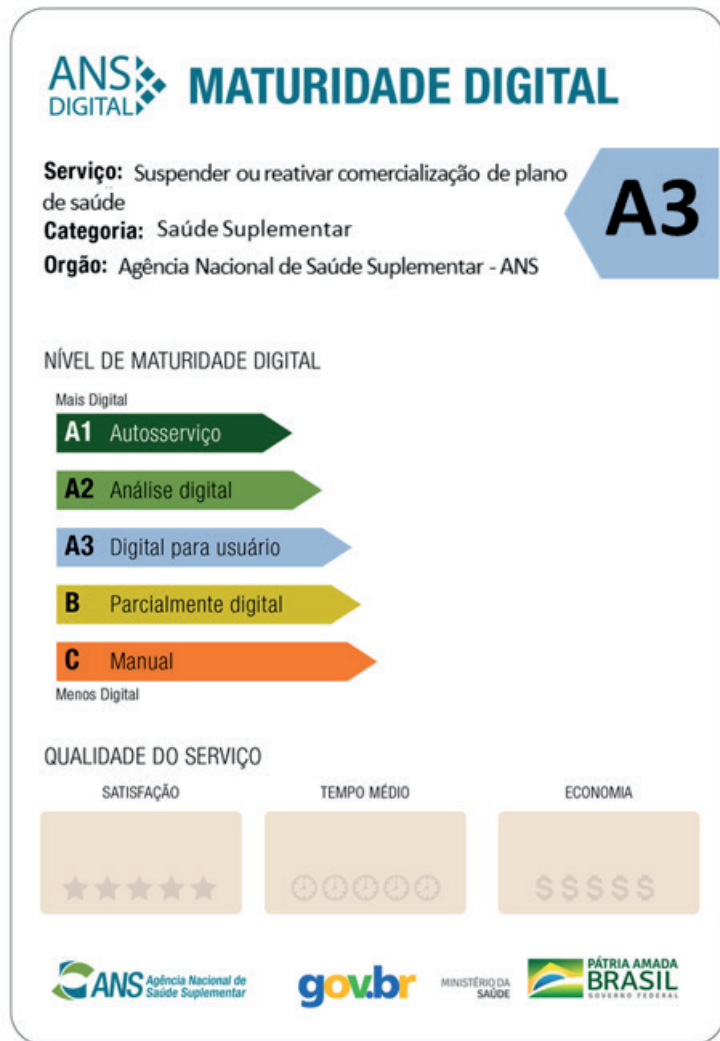 ANS
DIGITAL
MATURIDADE DIGITAL
Serviço: Suspender ou reativar comercialização de plano
de saúde
Categoria: Saúde Suplementar
Orgão: Agência Nacional de Saúde Suplementar - ANS
A3
NÍVEL DE MATURIDADE DIGITAL
Mais Digital
A1 Autosserviço
A2 Análise digital
A3 Digital para usuário
B Parcialmente digital
C Manual
Menos Digital
QUALIDADE DO SERVIÇO
SATISFAÇÃO
TEMPO MÉDIO
ECONOMIA
$$$$$
ANS Agência Nacional de
Saúde Suplementar
gov.br
MINISTÉRIO DA
SAÚDE
PÁTRIA AMADA
BRASIL
GOVERNO FEDERAL